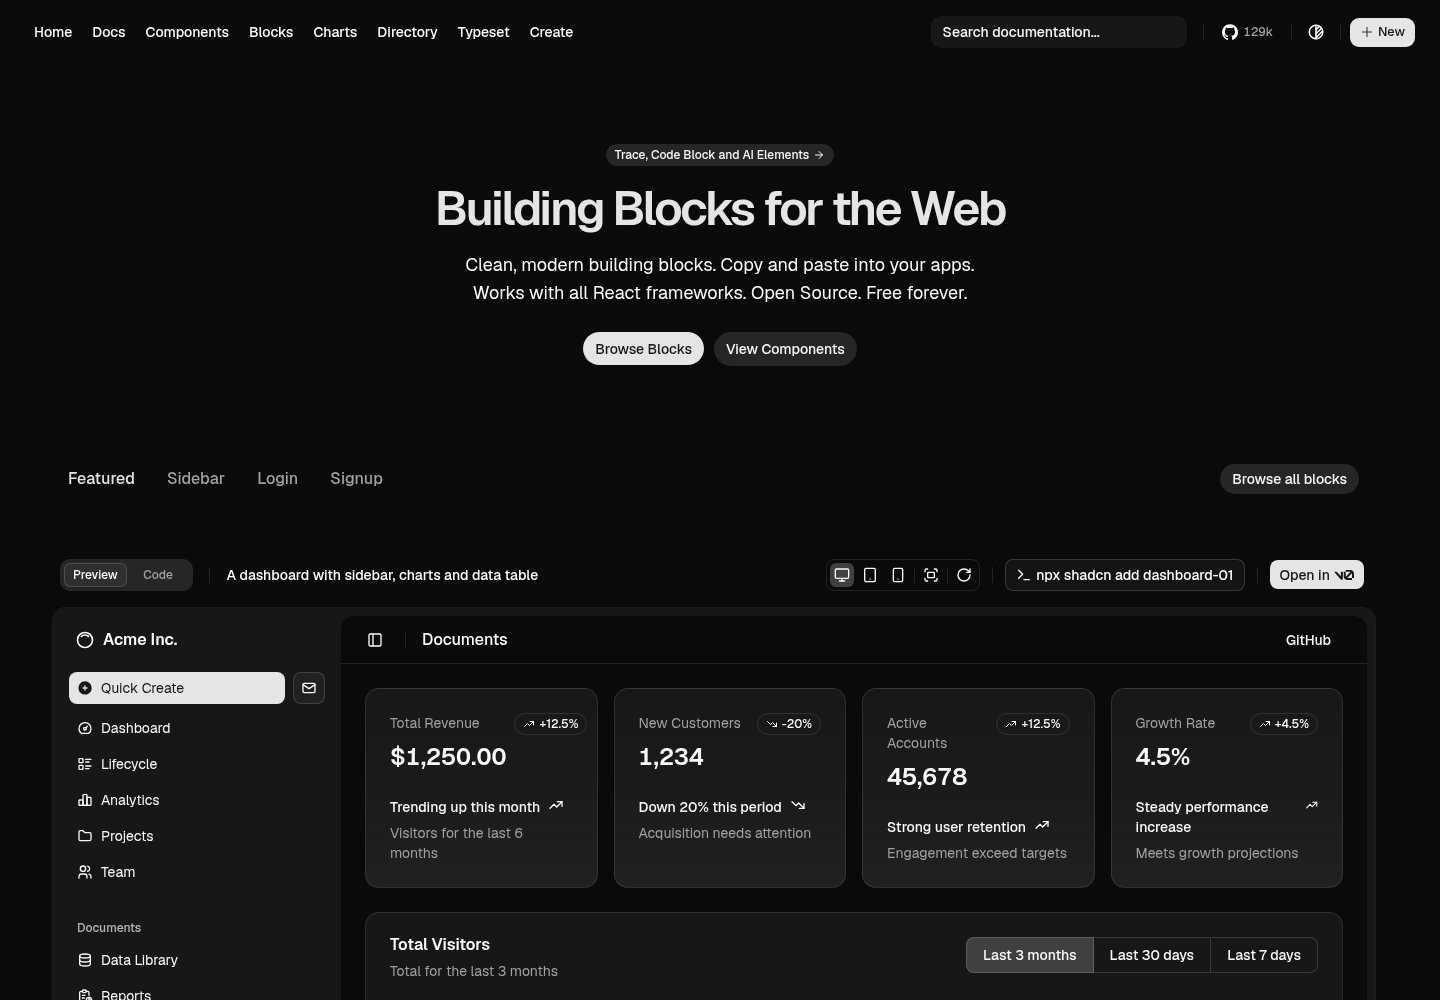 Home Docs Components Blocks Charts Directory Typeset Create
Search documentation...
129k
New
Trace, Code Block and AI Elements
Building Blocks for the Web
Clean, modern building blocks. Copy and paste into your apps.
Works with all React frameworks. Open Source. Free forever.
Browse Blocks
View Components
Featured Sidebar Login Signup
Browse all blocks
Preview Code
A dashboard with sidebar, charts and data table
npx shadcn add dashboard-01
Open in v0
Acme Inc.
Quick Create
Dashboard
Lifecycle
Analytics
Projects
Team
Documents
Data Library
Reports
Documents
GitHub
Total Revenue
+12.5%
$1,250.00
Trending up this month
Visitors for the last 6
months
New Customers
-20%
1,234
Down 20% this period
Acquisition needs attention
Active
Accounts
+12.5%
45,678
Strong user retention
Engagement exceed targets
Growth Rate
+4.5%
4.5%
Steady performance
increase
Meets growth projections
Total Visitors
Total for the last 3 months
Last 3 months
Last 30 days
Last 7 days